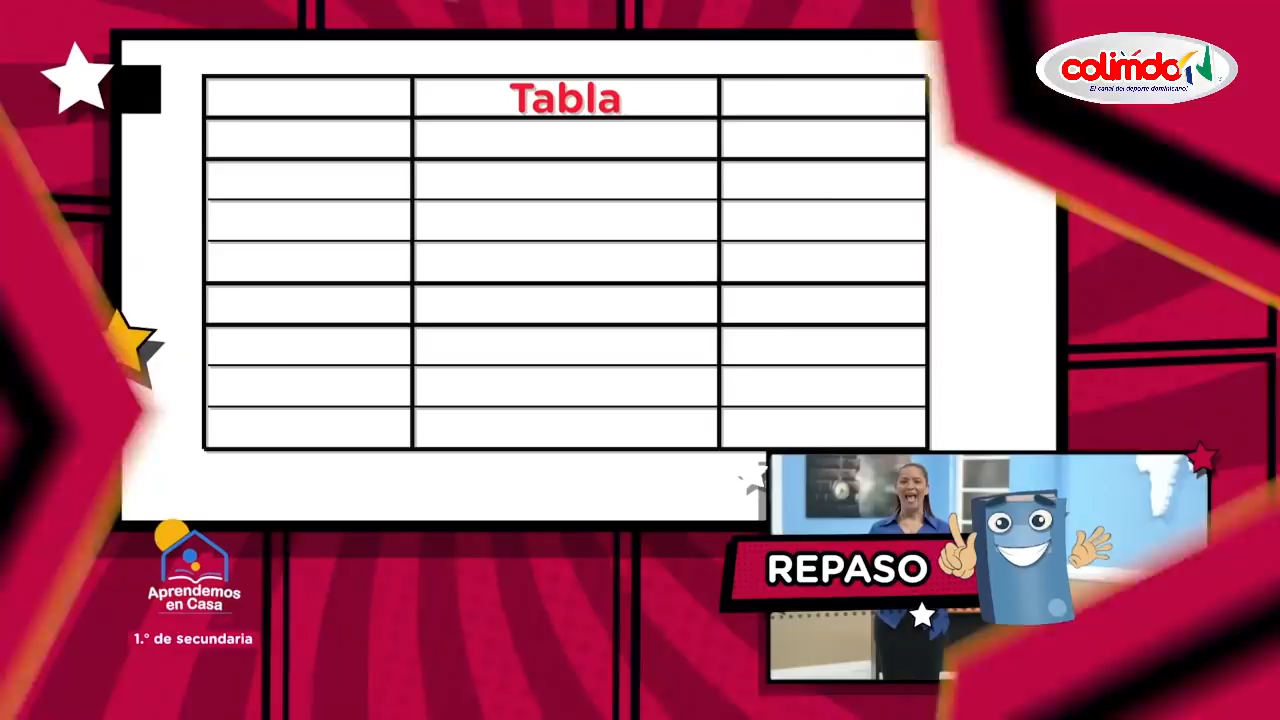 Tabla
colimdo
El canal del deporte dominicano!
REPASO
Aprendemos
en Casa
1.° de secundaria